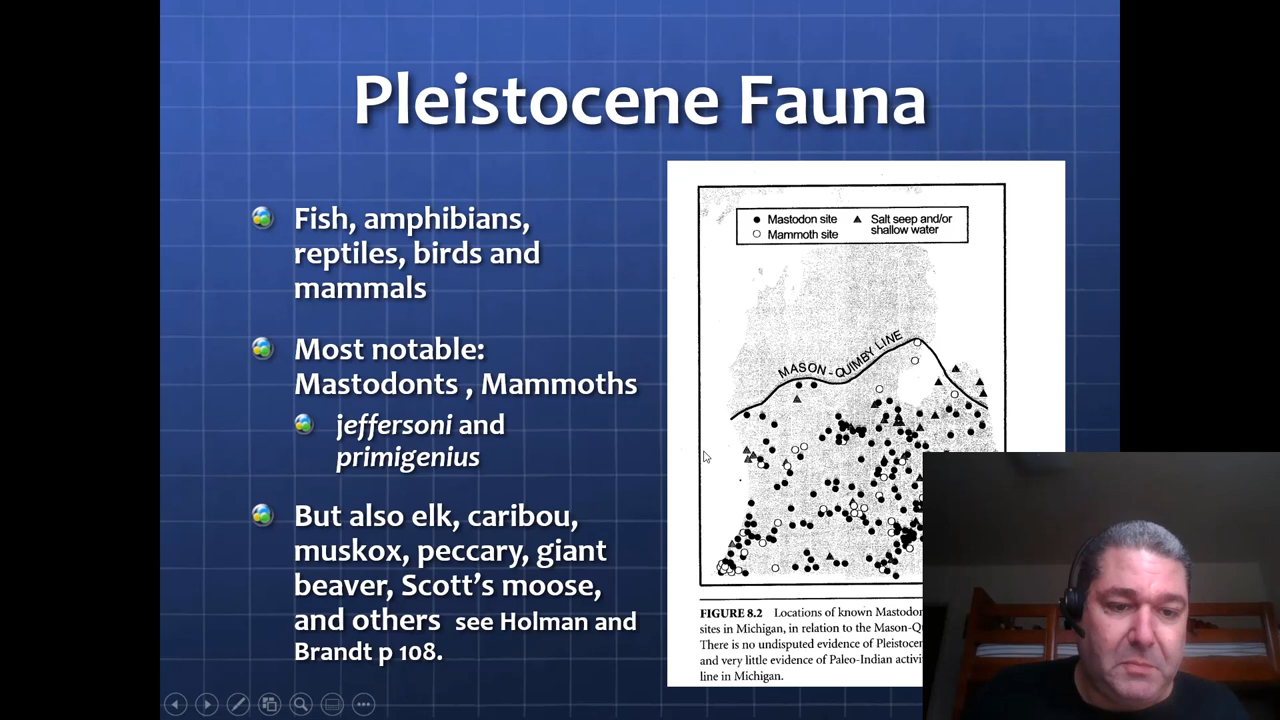 Pleistocene Fauna
Fish, amphibians,
reptiles, birds and
mammals
Most notable:
Mastodonts , Mammoths
jeffersoni and
primigenius
But also elk, caribou,
muskox, peccary, giant
beaver, Scott's moose,
and others see Holman and
Brandt p 108.
Mastodon site
Mammoth site
Salt seep and/or
shallow water
MASON-QUIMBY LINE
FIGURE 8.2 Locations of known Mastodon
sites in Michigan, in relation to the Mason-Q
There is no undisputed evidence of Pleistocen
and very little evidence of Paleo-Indian activi
line in Michigan.